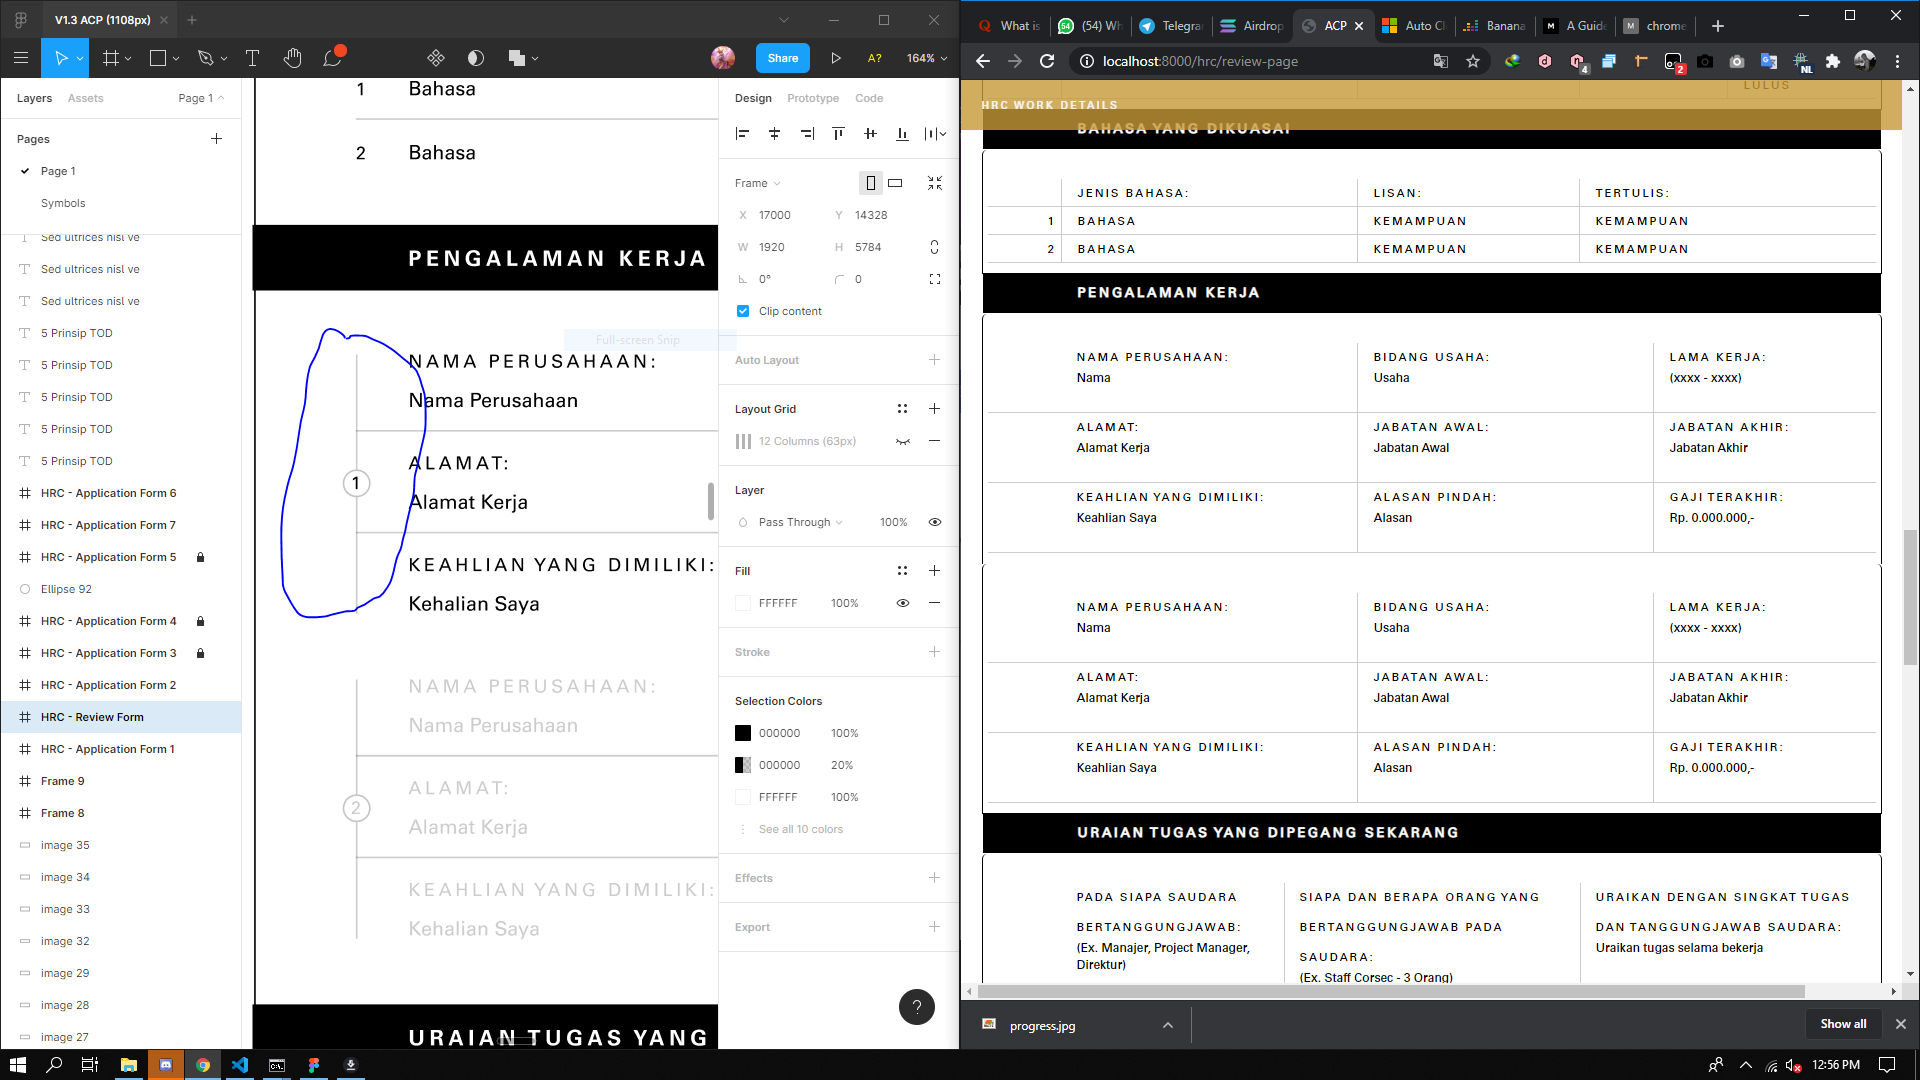 V1.3 ACP (1108px)
Share
A?
164%
Layers
Assets
Page 1
Pages
Page 1
Symbols
Sed ultrices nisl ve
Sed ultrices nisl ve
Sed ultrices nisl ve
5 Prinsip TOD
5 Prinsip TOD
5 Prinsip TOD
5 Prinsip TOD
5 Prinsip TOD
HRC - Application Form 6
HRC - Application Form 7
HRC - Application Form 5
Ellipse 92
HRC - Application Form 4
HRC - Application Form 3
HRC - Application Form 2
HRC - Review Form
HRC - Application Form 1
Frame 9
Frame 8
image 35
image 34
image 33
image 32
image 29
image 28
image 27
1 Bahasa
2 Bahasa
PENGALAMAN KERJA
Full-screen Snip
NAMA PERUSAHAAN:
Nama Perusahaan
1
ALAMAT:
Alamat Kerja
KEAHLIAN YANG DIMILIKI:
Kehalian Saya
NAMA PERUSAHAAN:
Nama Perusahaan
2
ALAMAT:
Alamat Kerja
KEAHLIAN YANG DIMILIKI:
Kehalian Saya
URAIAN TUGAS YANG
Design
Prototype
Code
Frame
X 17000
Y 14328
W 1920
H 5784
0°
0
Clip content
Auto Layout
Layout Grid
12 Columns (63px)
Layer
Pass Through
100%
Fill
FFFFFF 100%
Stroke
Selection Colors
000000 100%
000000 20%
FFFFFF 100%
See all 10 colors
Effects
Export
?
What is
(54) Wh
Telegra
Airdrop
ACP
Auto Cl
Banana
A Guide
chrome
localhost:8000/hrc/review-page
4
2
NL
LULUS
HRC WORK DETAILS
BAHASA YANG DIKUASAI
JENIS BAHASA: LISAN: TERTULIS:
1 BAHASA KEMAMPUAN KEMAMPUAN
2 BAHASA KEMAMPUAN KEMAMPUAN
PENGALAMAN KERJA
NAMA PERUSAHAAN: BIDANG USAHA: LAMA KERJA:
Nama Usaha (xxxx - xxxx)
ALAMAT: JABATAN AWAL: JABATAN AKHIR:
Alamat Kerja Jabatan Awal Jabatan Akhir
KEAHLIAN YANG DIMILIKI: ALASAN PINDAH: GAJI TERAKHIR:
Keahlian Saya Alasan Rp. 0.000.000,-
NAMA PERUSAHAAN: BIDANG USAHA: LAMA KERJA:
Nama Usaha (xxxx - xxxx)
ALAMAT: JABATAN AWAL: JABATAN AKHIR:
Alamat Kerja Jabatan Awal Jabatan Akhir
KEAHLIAN YANG DIMILIKI: ALASAN PINDAH: GAJI TERAKHIR:
Keahlian Saya Alasan Rp. 0.000.000,-
URAIAN TUGAS YANG DIPEGANG SEKARANG
PADA SIAPA SAUDARA
BERTANGGUNGJAWAB:
(Ex. Manajer, Project Manager,
Direktur)
SIAPA DAN BERAPA ORANG YANG
BERTANGGUNGJAWAB PADA
SAUDARA:
(Ex. Staff Corsec - 3 Orang)
URAIKAN DENGAN SINGKAT TUGAS
DAN TANGGUNGJAWAB SAUDARA:
Uraikan tugas selama bekerja
progress.jpg
Show all
12:56 PM